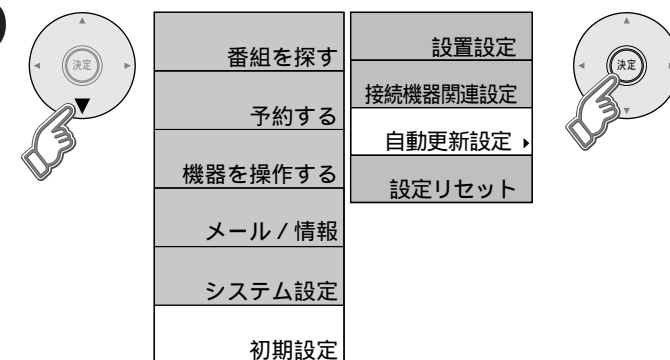 決定
番組を探す
予約する
機器を操作する
メール / 情報
システム設定
初期設定
設置設定
接続機器関連設定
自動更新設定
設定リセット
決定